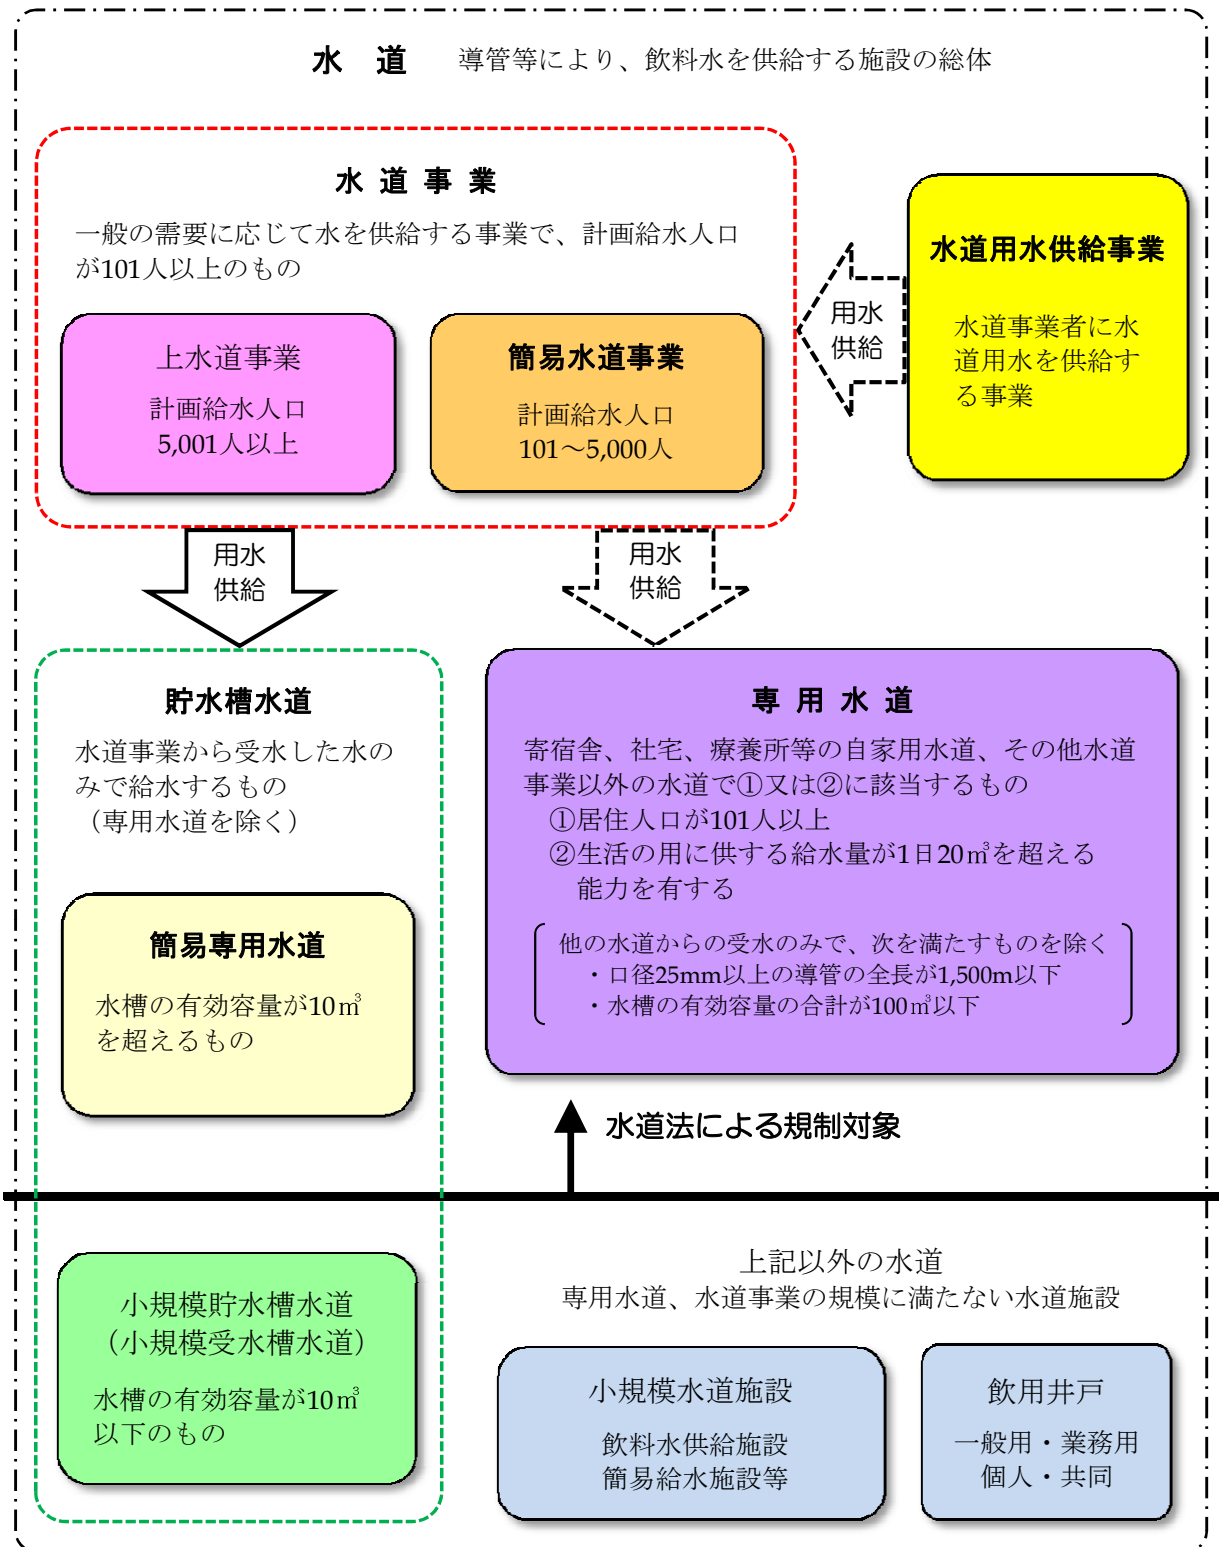 水　道　導管等により、飲料水を供給する施設の総体
水 道 事 業
一般の需要に応じて水を供給する事業で、計画給水人口
が101人以上のもの
上水道事業
計画給水人口
5,001人以上
簡易水道事業
計画給水人口
101～5,000人
用水
供給
水道用水供給事業
水道事業者に水
道用水を供給す
る事業
用水
供給
用水
供給
貯水槽水道
水道事業から受水した水の
みで給水するもの
（専用水道を除く）
簡易専用水道
水槽の有効容量が10㎥
を超えるもの
専 用 水 道
寄宿舎、社宅、療養所等の自家用水道、その他水道
事業以外の水道で①又は②に該当するもの
①居住人口が101人以上
②生活の用に供する給水量が1日20㎥を超える
能力を有する
他の水道からの受水のみで、次を満たすものを除く
・口径25mm以上の導管の全長が1,500m以下
・水槽の有効容量の合計が100㎥以下
水道法による規制対象
小規模貯水槽水道
（小規模受水槽水道）
水槽の有効容量が10㎥
以下のもの
上記以外の水道
専用水道、水道事業の規模に満たない水道施設
小規模水道施設
飲料水供給施設
簡易給水施設等
飲用井戸
一般用・業務用
個人・共同